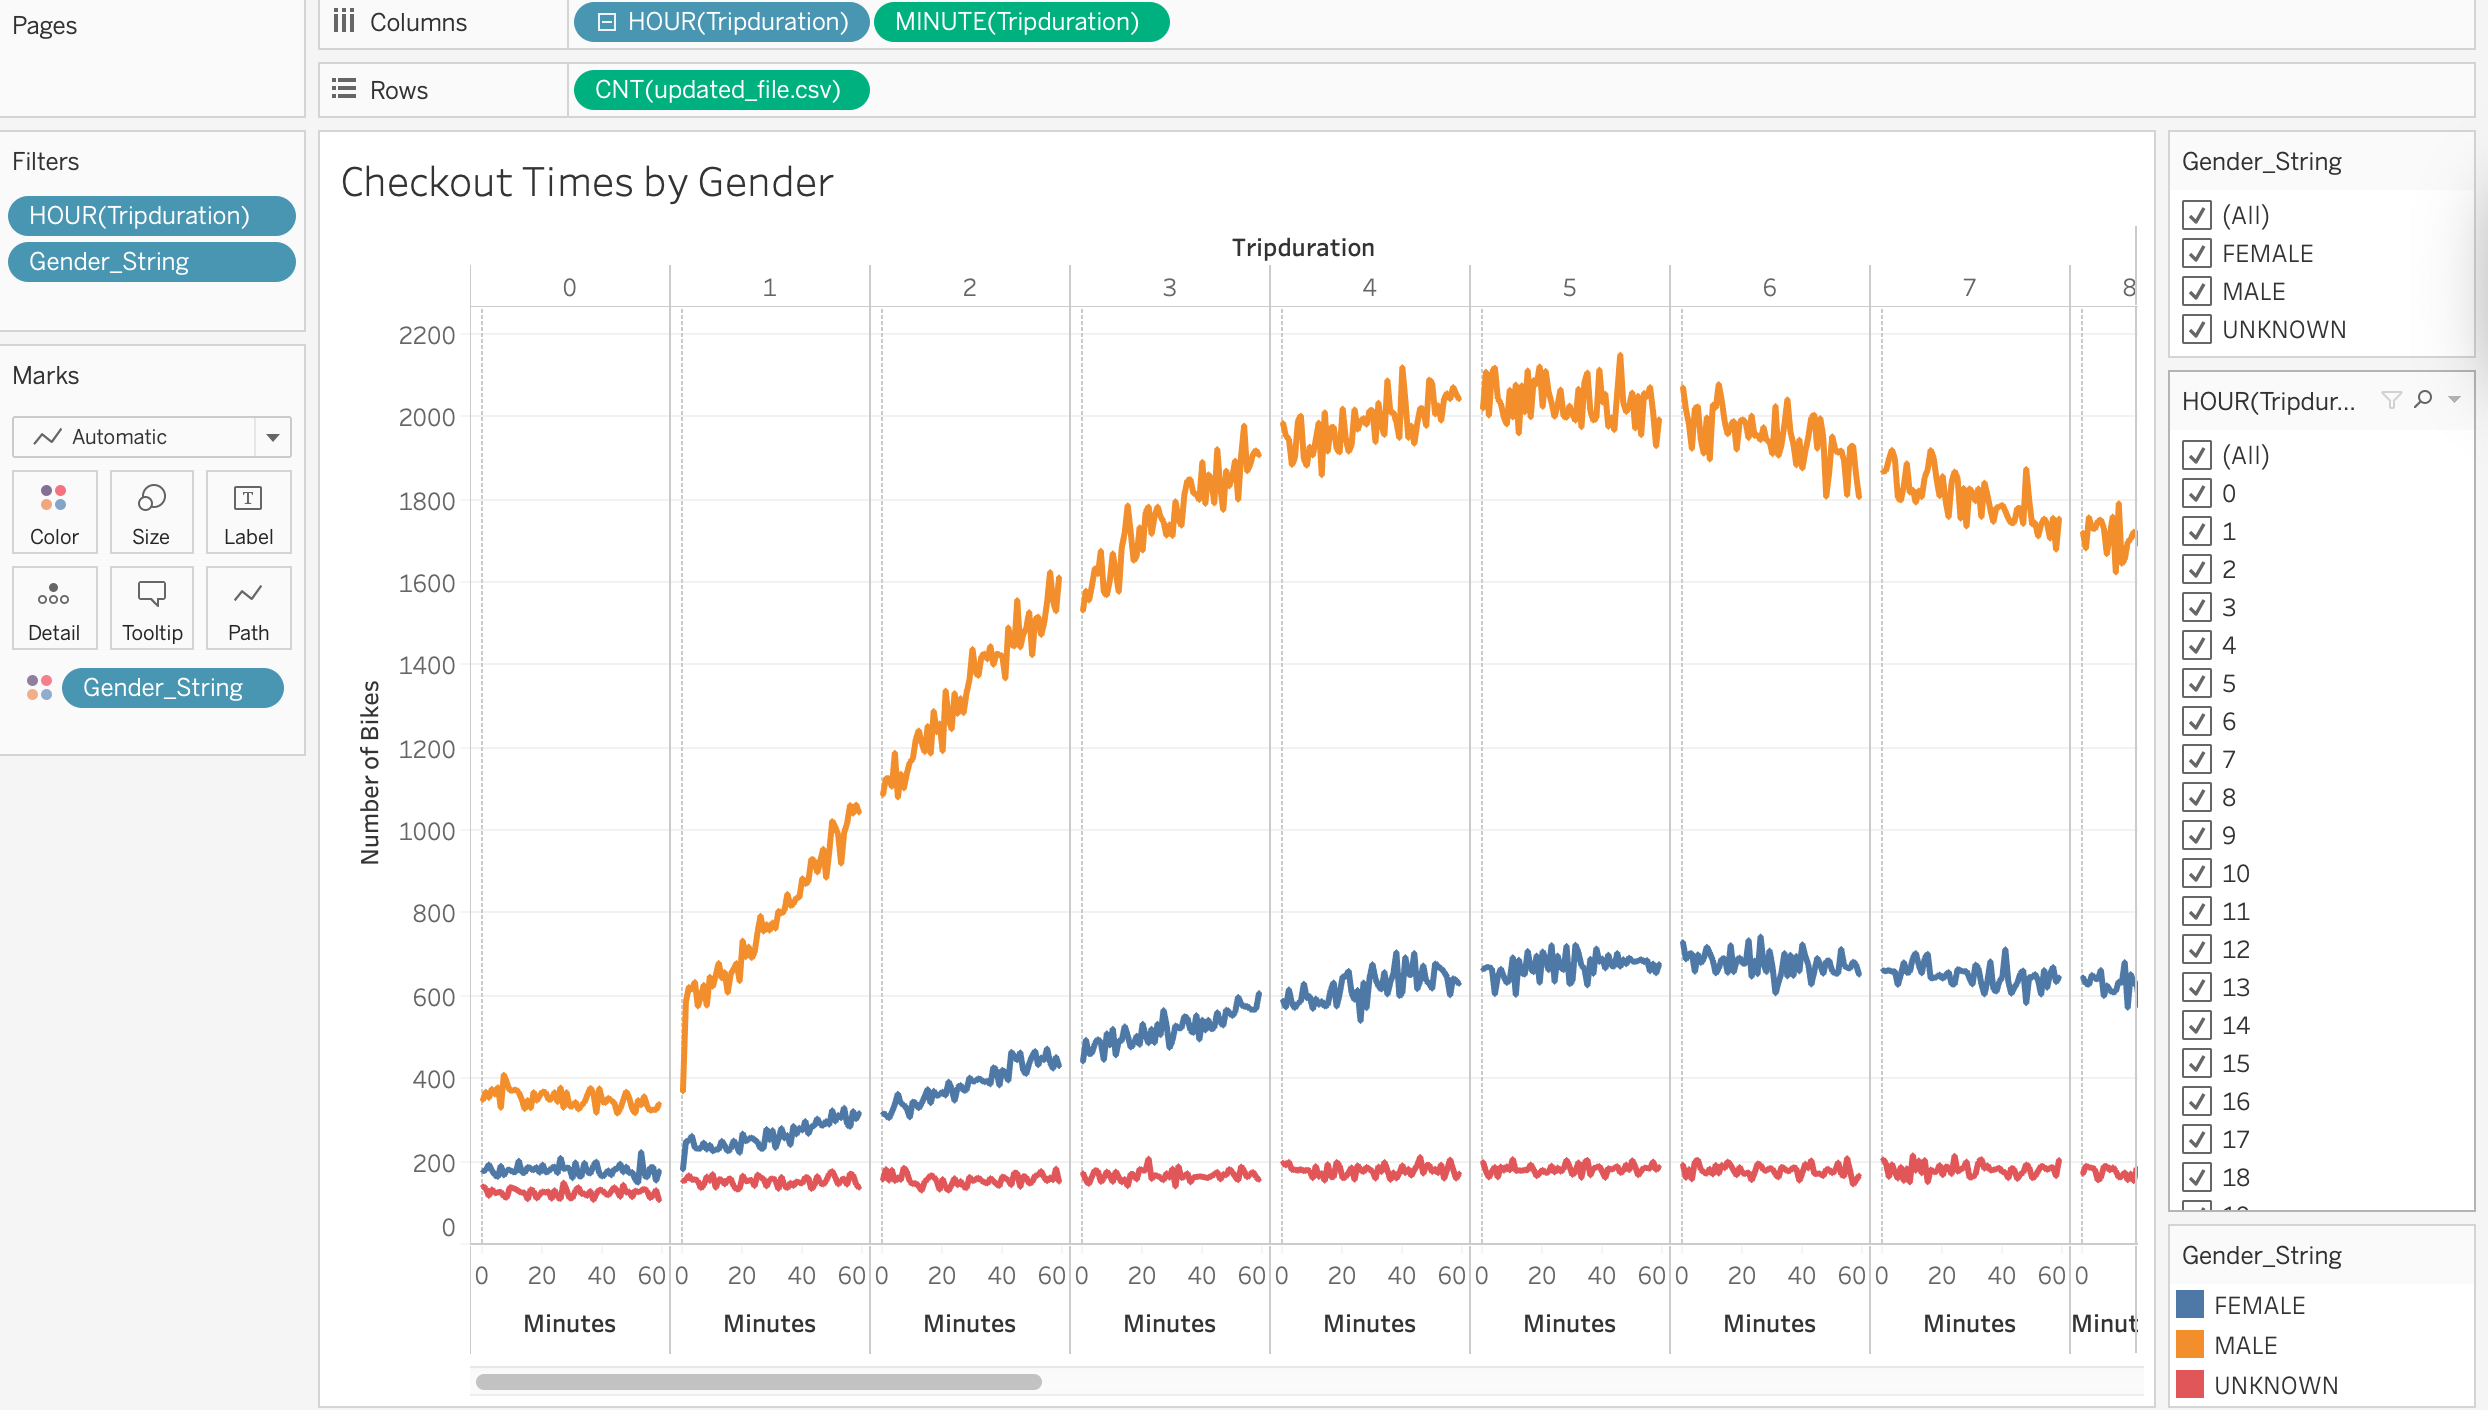 Pages
Columns
HOUR(Tripduration)
MINUTE(Tripduration)
Rows
CNT(updated_file.csv)
Filters
HOUR(Tripduration)
Gender_String
Marks
Automatic
Color
Size
Label
Detail
Tooltip
Path
Gender_String
Checkout Times by Gender
Tripduration
0 1 2 3 4 5 6 7 8
Number of Bikes
2200
2000
1800
1600
1400
1200
1000
800
600
400
200
0
0 20 40 60 0 20 40 60 0 20 40 60 0 20 40 60 0 20 40 60 0 20 40 60 0 20 40 60 0 20 40 60 0
Minutes Minutes Minutes Minutes Minutes Minutes Minutes Minutes Minut
Gender_String
(All)
FEMALE
MALE
UNKNOWN
HOUR(Tripdur...
(All)
0
1
2
3
4
5
6
7
8
9
10
11
12
13
14
15
16
17
18
Gender_String
FEMALE
MALE
UNKNOWN